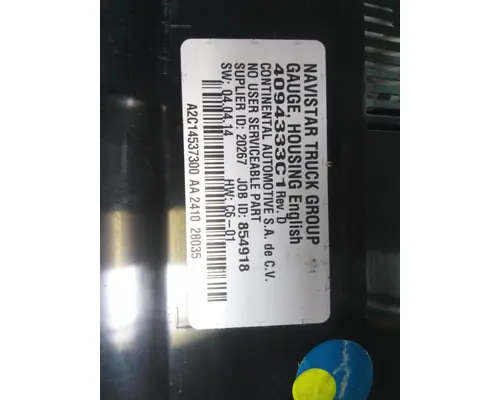 NAVISTAR TRUCK GROUP
GAUGE, HOUSING English
4094333C1 Rev. D
CONTINENTAL AUTOMOTIVE S.A. de C.V.
NO USER SERVICEABLE PART
SUPLIER ID: 20267 JOB ID: 854918
SW: 04.04.14 HW: C6-01
A2C14537300 AA 2410 28035